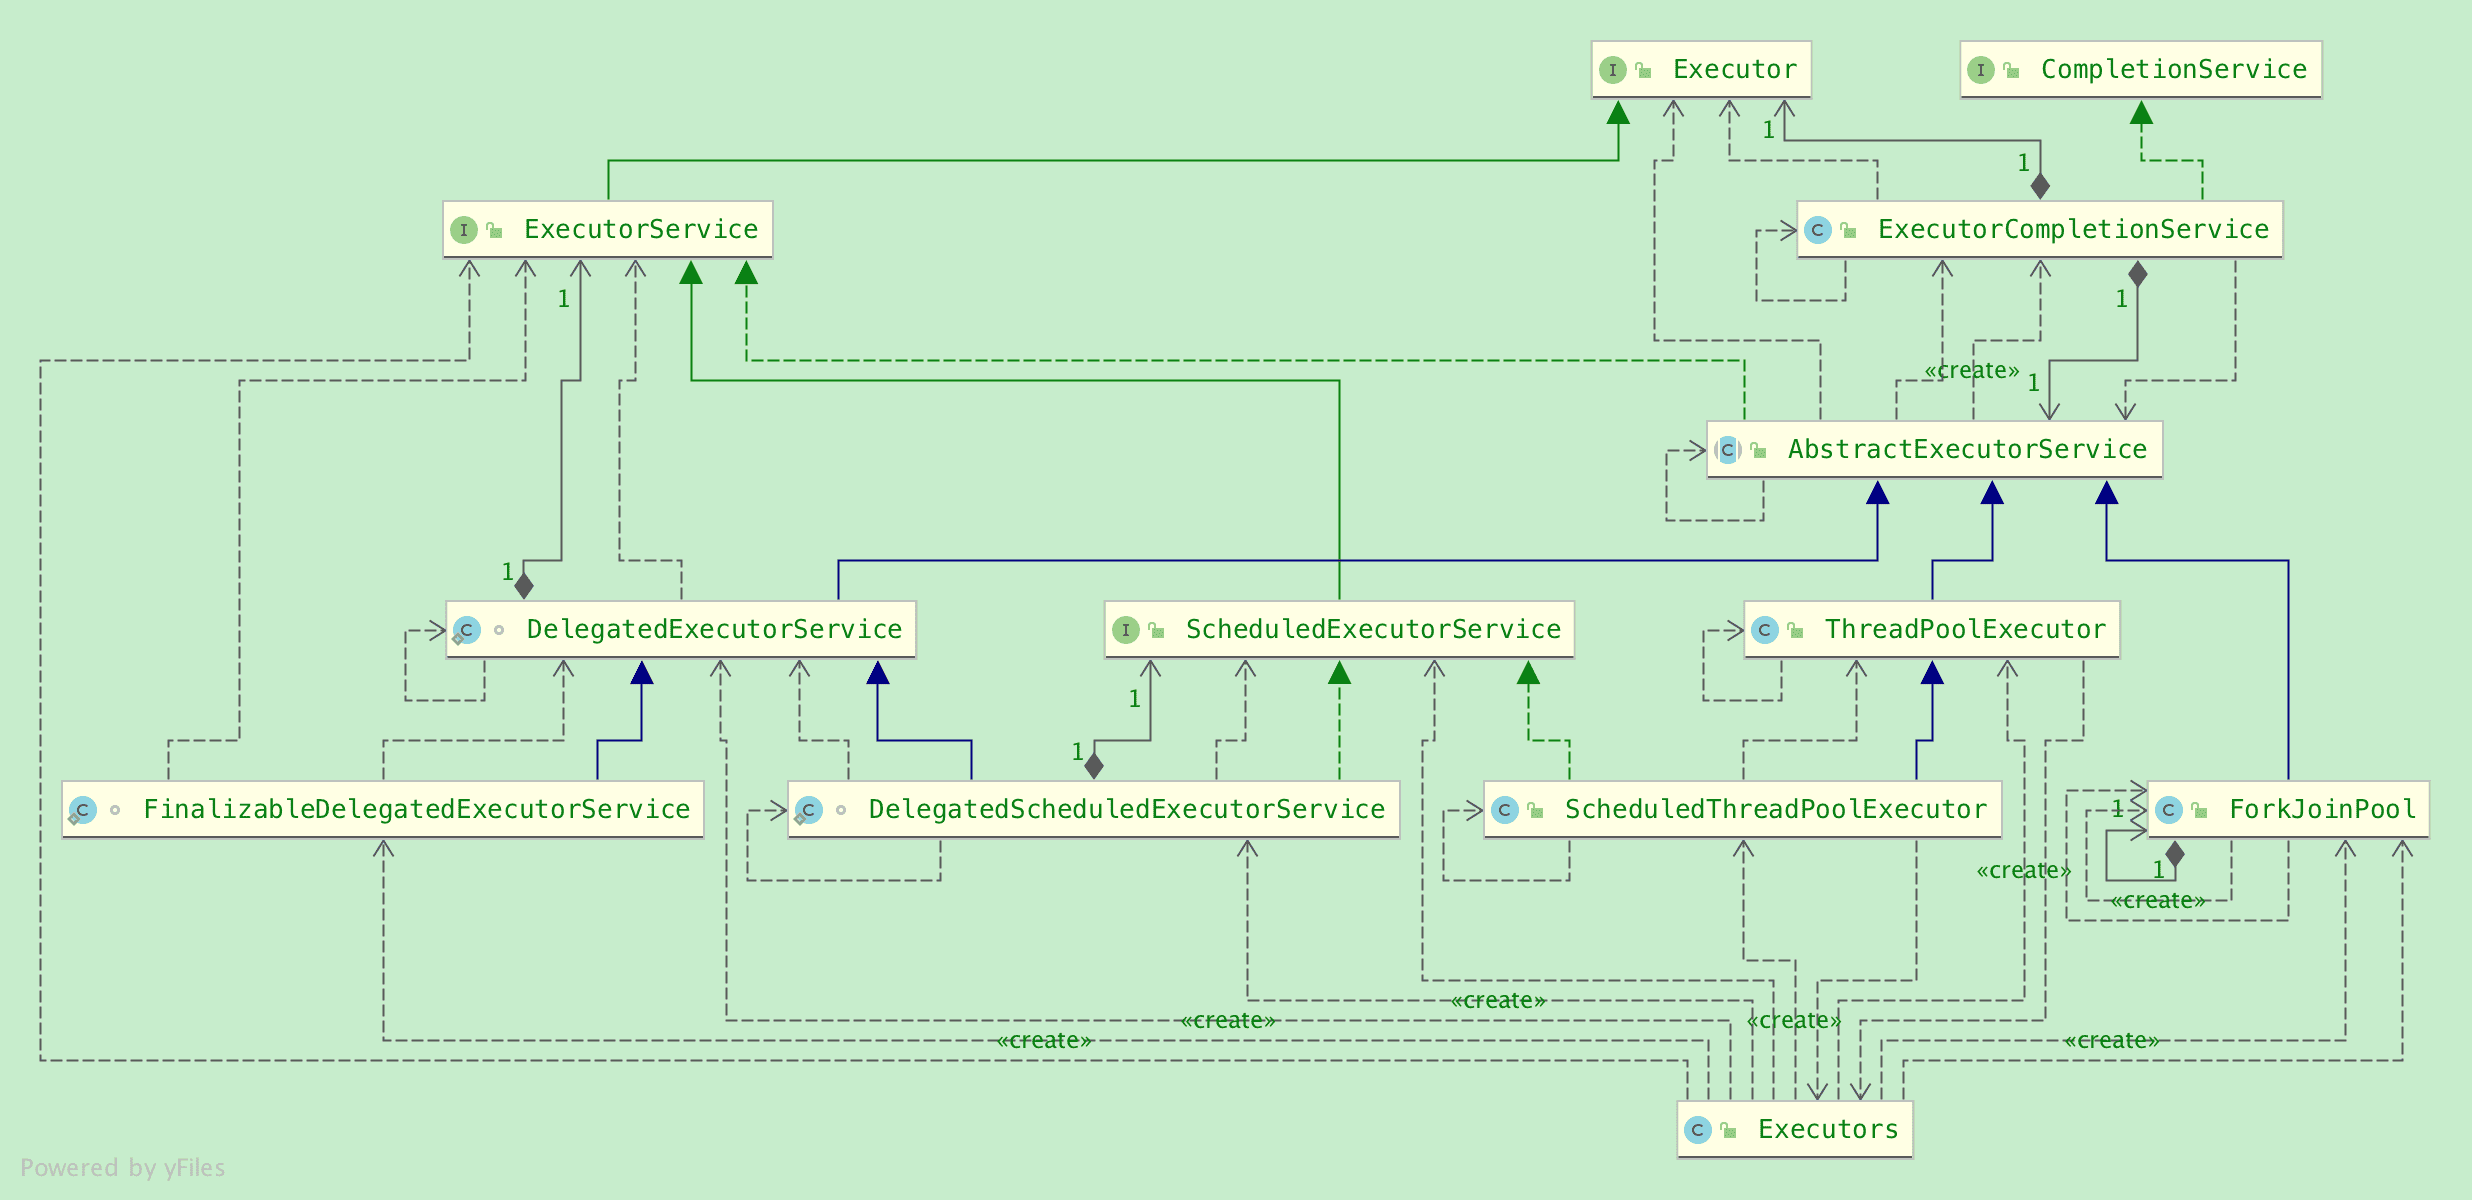 I Executor
I CompletionService
1
1
I ExecutorService
C ExecutorCompletionService
1
1
«create»
1
C AbstractExecutorService
1
C DelegatedExecutorService
I ScheduledExecutorService
C ThreadPoolExecutor
1
1
C FinalizableDelegatedExecutorService
C DelegatedScheduledExecutorService
C ScheduledThreadPoolExecutor
1
C ForkJoinPool
«create»
1
«create»
«create»
«create»
«create»
«create»
«create»
C Executors
Powered by yFiles